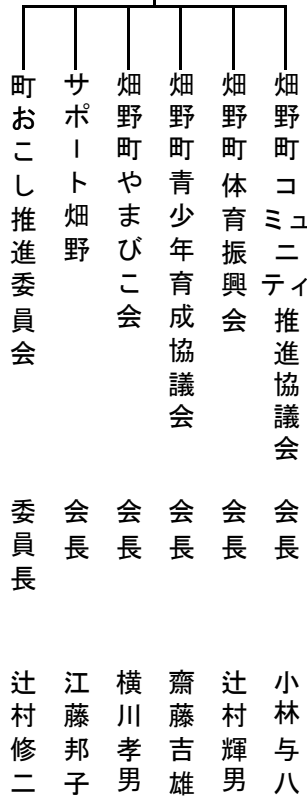 畑野町コミュニティ推進協議会 会長 小林与八
畑野町体育振興会 会長 辻村輝男
畑野町青少年育成協議会 会長 齋藤吉雄
畑野町やまびこ会 会長 横川孝男
サポート畑野 会長 江藤邦子
町おこし推進委員会 委員長 辻村修二